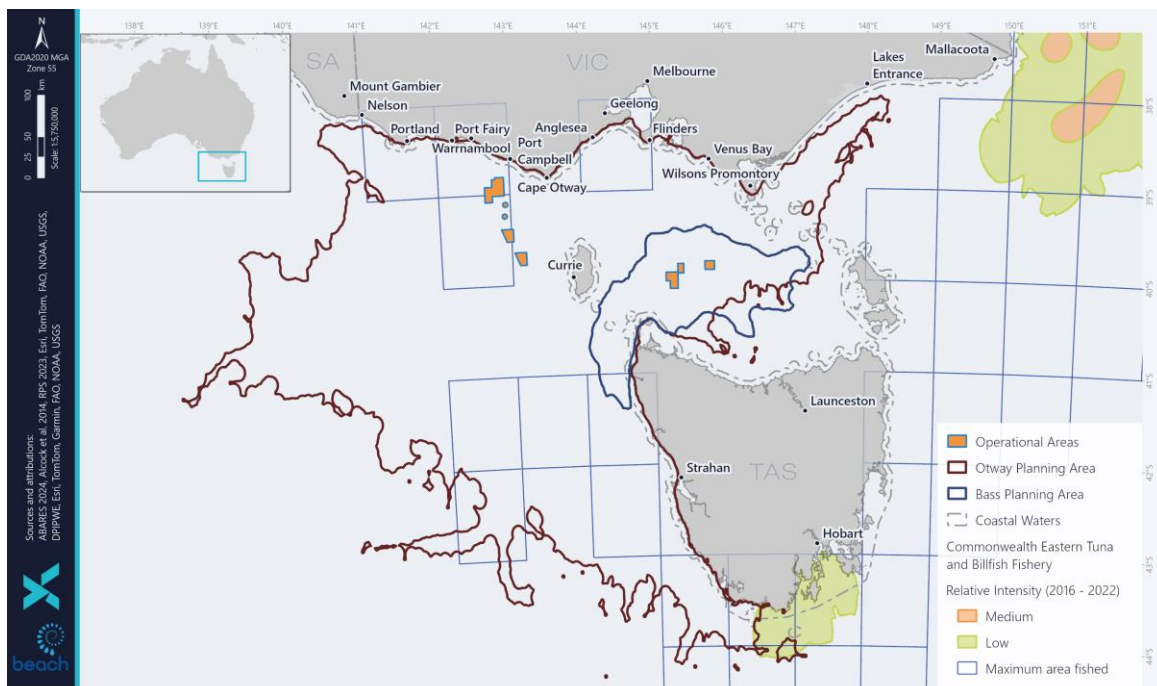 138°E
139°E
140°E
141°E
142°E
143°E
144°E
145°E
146°E
147°E
148°E
149°E
150°E
151°E
N
GDA2020 MGA
Zone 55
km
100
50
25
0
Scale: 1:5,750,000
Sources and attributions:
ABARES 2024, Alcock et al. 2014, RPS 2023, Esri, TomTom, FAO, NOAA, USGS,
DPIPWE, Esri, TomTom, Garmin, FAO, NOAA, USGS
beach
SA
VIC
TAS
Mount Gambier
Nelson
Portland
Port Fairy
Warrnambool
Port
Campbell
Cape Otway
Anglesea
Geelong
Melbourne
Flinders
Venus Bay
Wilsons Promontory
Lakes
Entrance
Mallacoota
Currie
Launceston
Strahan
Hobart
38°S
39°S
40°S
41°S
42°S
43°S
44°S
Operational Areas
Otway Planning Area
Bass Planning Area
Coastal Waters
Commonwealth Eastern Tuna
and Billfish Fishery
Relative Intensity (2016 - 2022)
Medium
Low
Maximum area fished